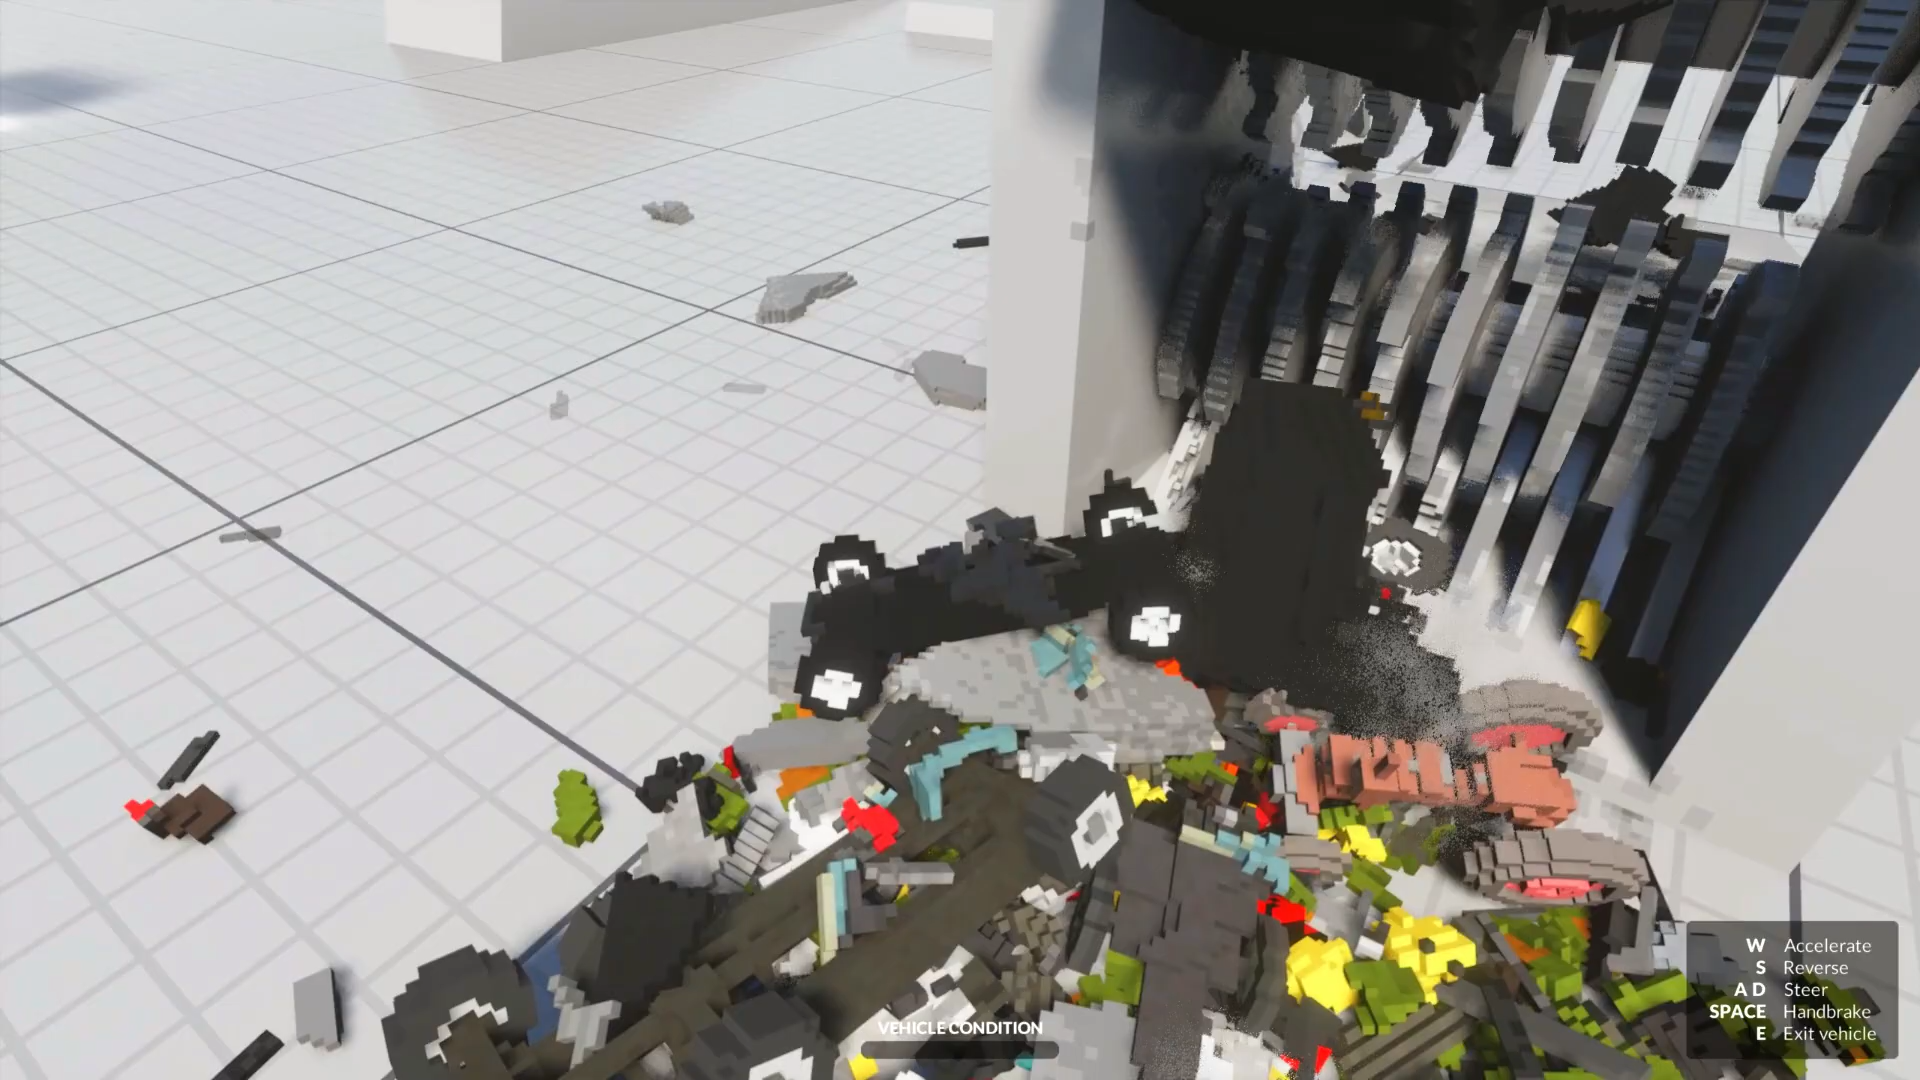 W Accelerate
S Reverse
A D Steer
SPACE Handbrake
E Exit vehicle
VEHICLE CONDITION